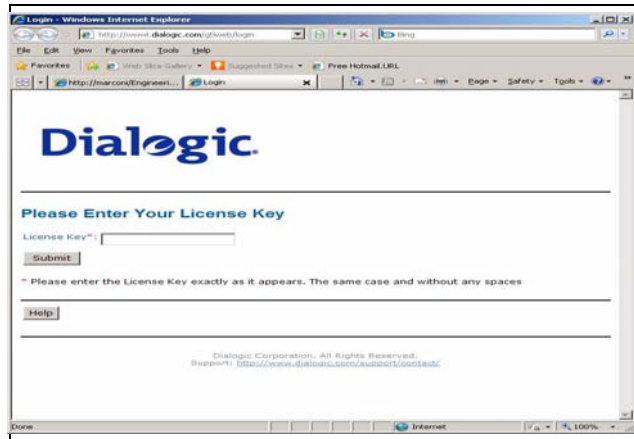 Login - Windows Internet Explorer
dialogic.com/gtlweb/login
Bing
File Edit View Favorites Tools Help
Favorites Web Slice Gallery Suggested Sites Free Hotmail.URL
http://marconi/Engineeri... Login Page Safety Tools
Dialogic.
Please Enter Your License Key
License Key*:
Submit
* Please enter the License Key exactly as it appears. The same case and without any spaces
Help
Dialogic Corporation. All Rights Reserved.
Support: http://www.dialogic.com/support/contact/
Done Internet 100%